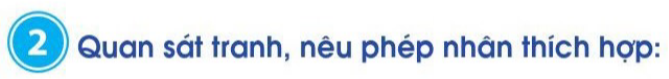 2 Quan sát tranh, nêu phép nhân thích hợp: